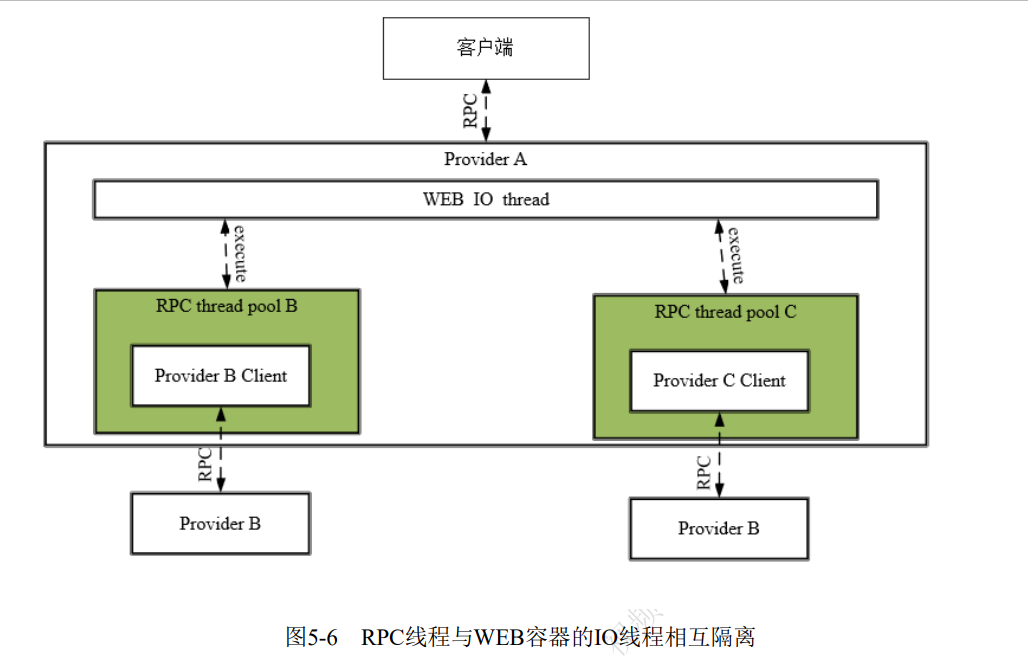 客户端
RPC
Provider A
WEB IO thread
execute
execute
RPC thread pool B
RPC thread pool C
Provider B Client
Provider C Client
RPC
RPC
Provider B
Provider B
图5-6 RPC线程与WEB容器的IO线程相互隔离